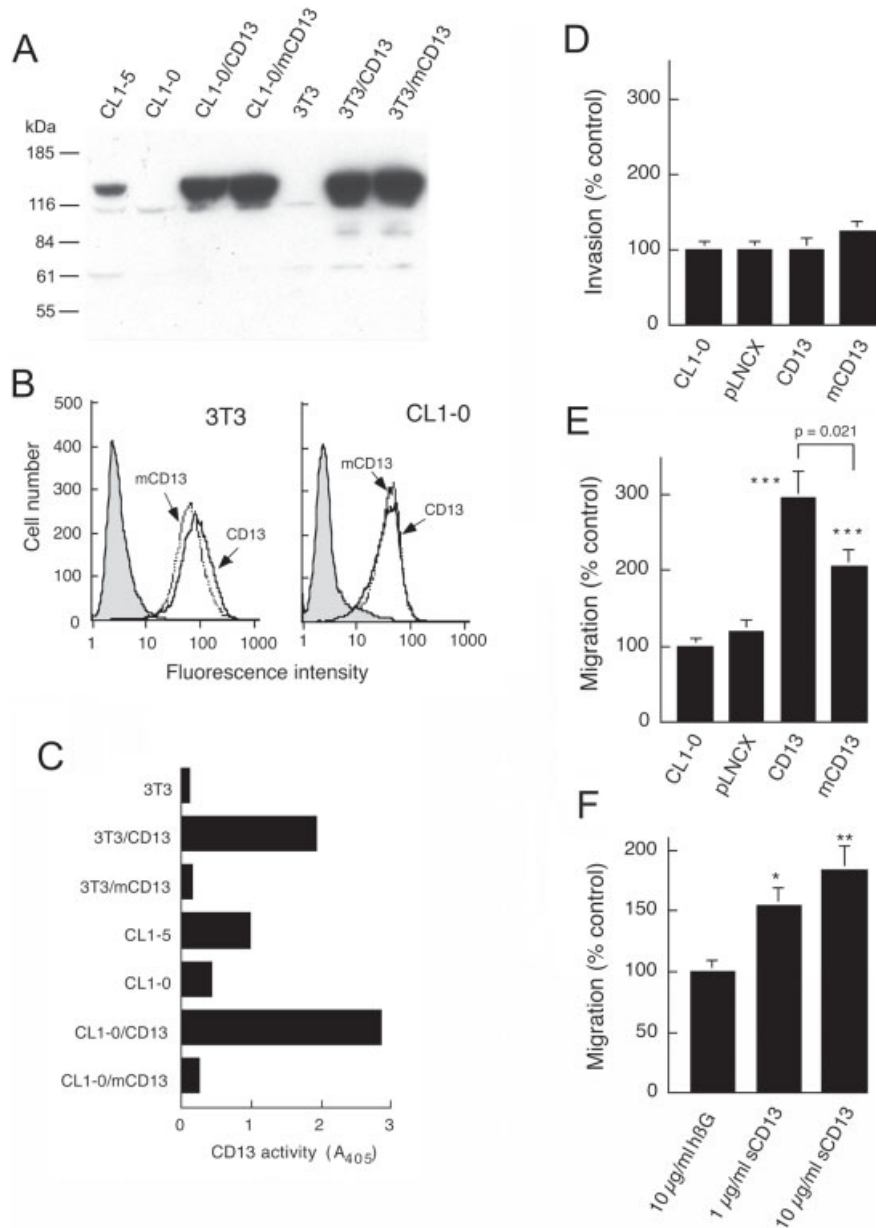 A
CL1-5
CL1-0
CL1-0/CD13
CL1-0/mCD13
3T3
3T3/CD13
3T3/mCD13
kDa
185
116
84
61
55
B
500
400
300
200
100
0
Cell number
3T3
mCD13
CD13
1 10 100 1000
CL1-0
mCD13
CD13
1 10 100 1000
Fluorescence intensity
C
3T3
3T3/CD13
3T3/mCD13
CL1-5
CL1-0
CL1-0/CD13
CL1-0/mCD13
0 1 2 3
CD13 activity (A405)
D
Invasion (% control)
300
200
100
0
CL1-0
pLNCX
CD13
mCD13
E
p = 0.021
Migration (% control)
300
200
100
0
***
***
CL1-0
pLNCX
CD13
mCD13
F
Migration (% control)
200
150
100
50
0
*
**
10 µg/ml hßG
1 µg/ml sCD13
10 µg/ml sCD13